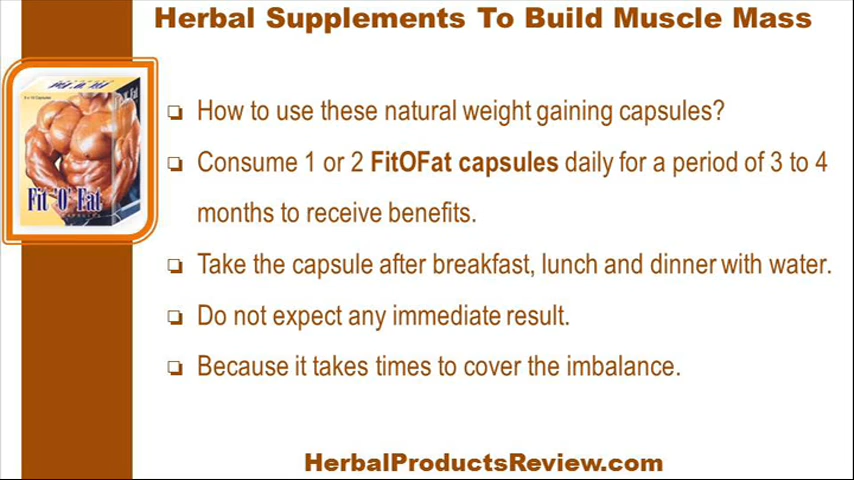 Herbal Supplements To Build Muscle Mass
How to use these natural weight gaining capsules?
Consume 1 or 2 FitOFat capsules daily for a period of 3 to 4
months to receive benefits.
Take the capsule after breakfast, lunch and dinner with water.
Do not expect any immediate result.
Because it takes times to cover the imbalance.
Fit 'O' Fat
CAPSULES
HerbalProductsReview.com